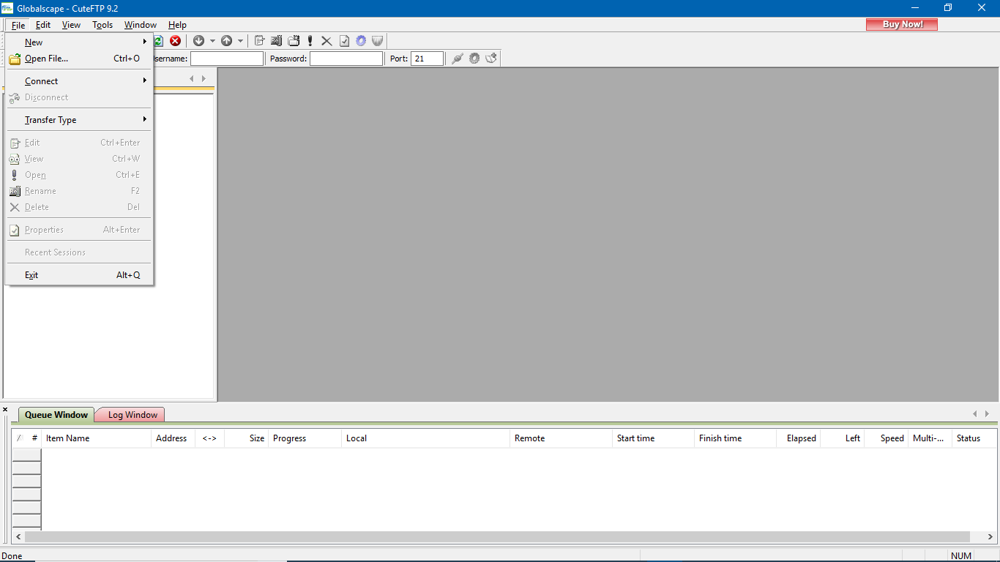 Globalscape - CuteFTP 9.2
File Edit View Tools Window Help Buy Now!
New
Open File... Ctrl+O
sername: Password: Port: 21
Connect
Disconnect
Transfer Type
Edit Ctrl+Enter
View Ctrl+W
Open Ctrl+E
Rename F2
Delete Del
Properties Alt+Enter
Recent Sessions
Exit Alt+Q
Queue Window Log Window
/ # Item Name Address <-> Size Progress Local Remote Start time Finish time Elapsed Left Speed Multi-... Status
Done NUM